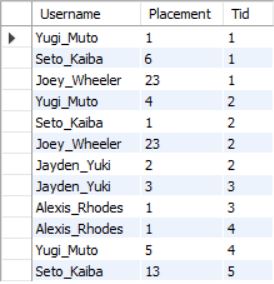 Username Placement Tid
Yugi_Muto 1 1
Seto_Kaiba 6 1
Joey_Wheeler 23 1
Yugi_Muto 4 2
Seto_Kaiba 1 2
Joey_Wheeler 23 2
Jayden_Yuki 2 2
Jayden_Yuki 3 3
Alexis_Rhodes 1 3
Alexis_Rhodes 1 4
Yugi_Muto 5 4
Seto_Kaiba 13 5